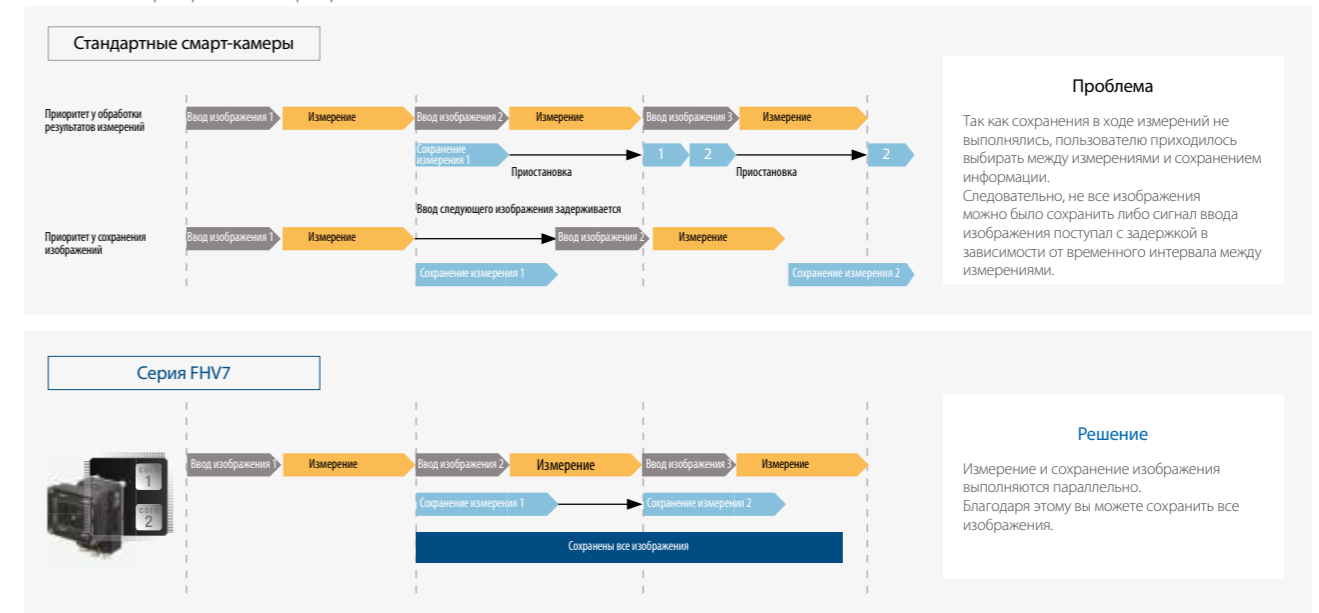 Стандартные смарт-камеры
Приоритет у обработки
результатов измерений
Ввод изображения 1
Измерение
Ввод изображения 2
Измерение
Ввод изображения 3
Измерение
Сохранение
измерения 1
Приостановка
1
2
Приостановка
2
Ввод следующего изображения задерживается
Приоритет у сохранения
изображений
Ввод изображения 1
Измерение
Ввод изображения 2
Измерение
Сохранение измерения 1
Сохранение измерения 2
Проблема
Так как сохранения в ходе измерений не
выполнялись, пользователю приходилось
выбирать между измерениями и сохранением
информации.
Следовательно, не все изображения
можно было сохранить либо сигнал ввода
изображения поступал с задержкой в
зависимости от временного интервала между
измерениями.
Серия FHV7
core
1
core
2
Ввод изображения 1
Измерение
Ввод изображения 2
Измерение
Ввод изображения 3
Измерение
Сохранение измерения 1
Сохранение измерения 2
Сохранены все изображения
Решение
Измерение и сохранение изображения
выполняются параллельно.
Благодаря этому вы можете сохранить все
изображения.